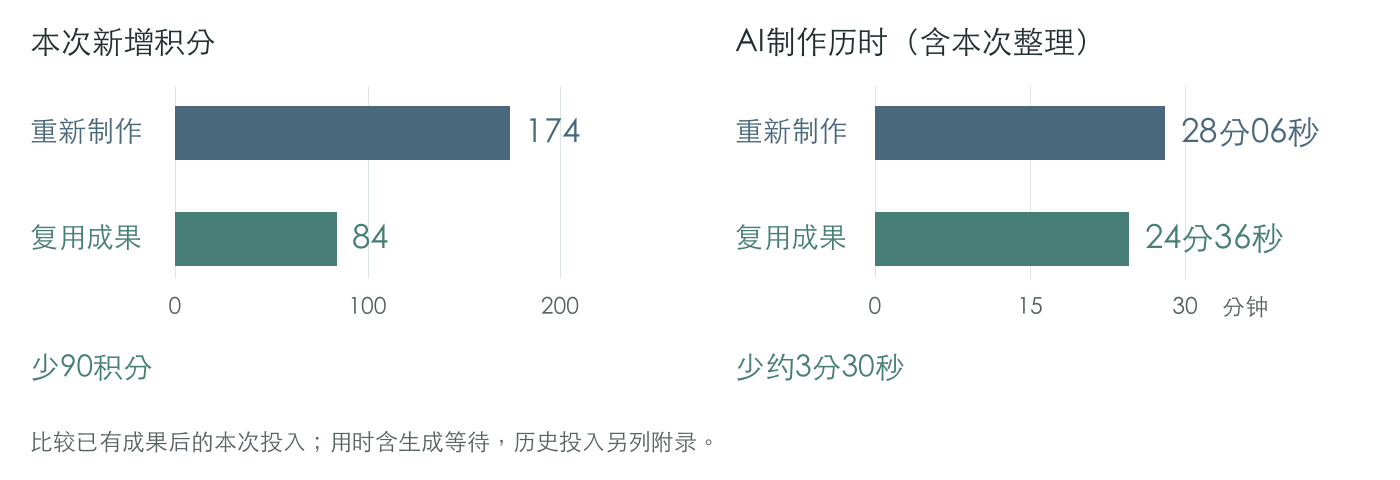 本次新增积分
重新制作 174
复用成果 84
0 100 200
少90积分
AI制作历时（含本次整理）
重新制作 28分06秒
复用成果 24分36秒
0 15 30 分钟
少约3分30秒
比较已有成果后的本次投入；用时含生成等待，历史投入另列附录。